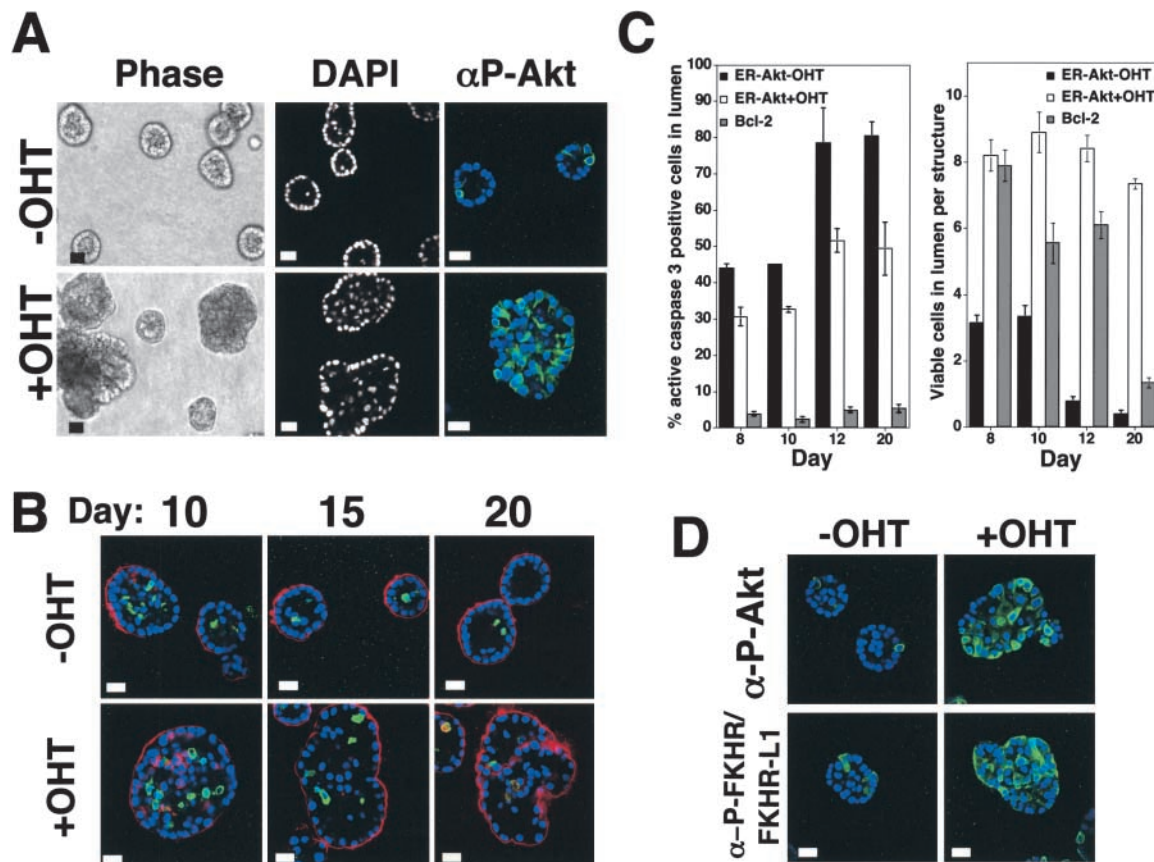 A
Phase DAPI αP-Akt
-OHT
+OHT
B
Day: 10 15 20
-OHT
+OHT
C
ER-Akt-OHT
ER-Akt+OHT
Bcl-2
% active caspase 3 positive cells in lumen
100
90
80
70
60
50
40
30
20
10
0
8 10 12 20
Day
ER-Akt-OHT
ER-Akt+OHT
Bcl-2
Viable cells in lumen per structure
10
8
6
4
2
0
8 10 12 20
Day
D
-OHT +OHT
α-P-Akt
α-P-FKHR/
FKHR-L1